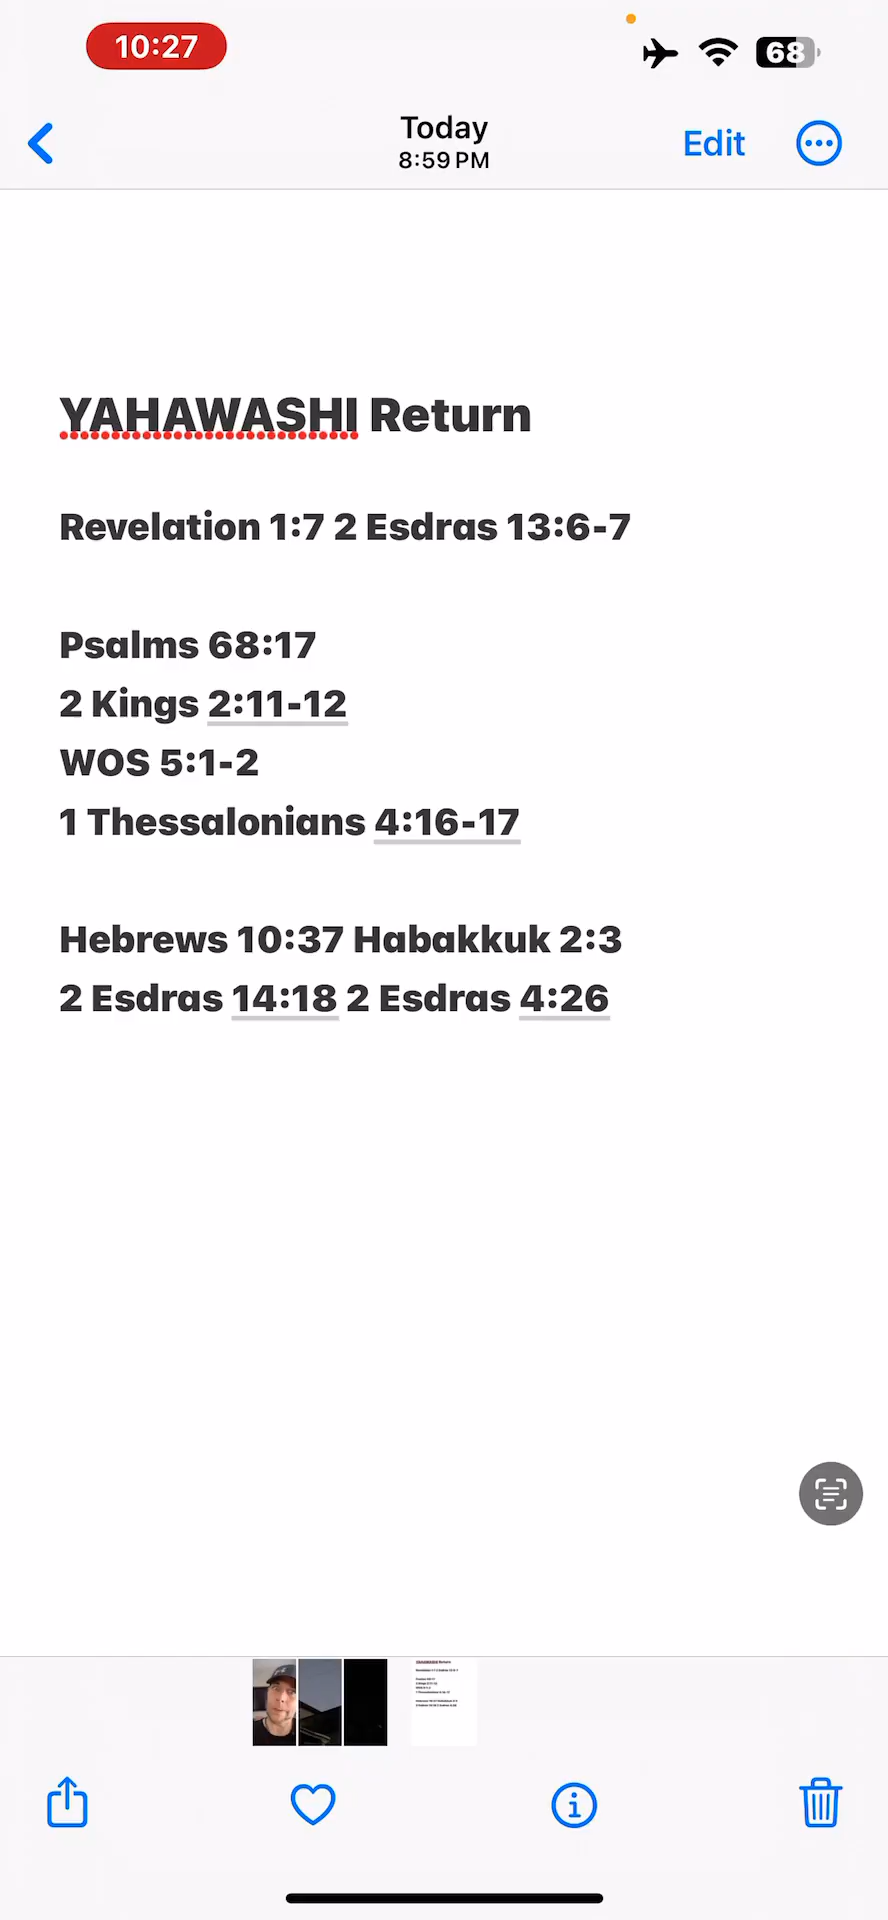 10:27
68
Today
8:59 PM
Edit
YAHAWASHI Return
Revelation 1:7 2 Esdras 13:6-7
Psalms 68:17
2 Kings 2:11-12
WOS 5:1-2
1 Thessalonians 4:16-17
Hebrews 10:37 Habakkuk 2:3
2 Esdras 14:18 2 Esdras 4:26